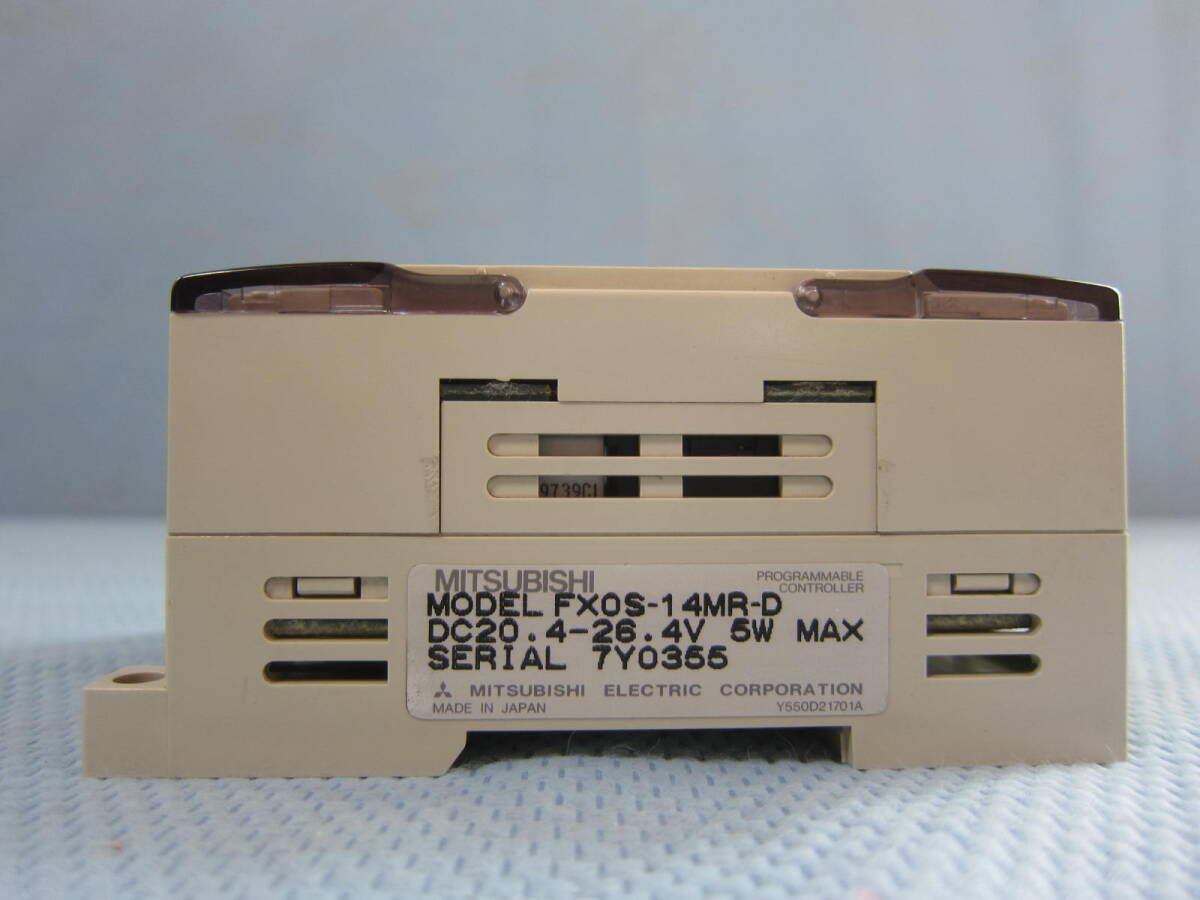 9739C1
MITSUBISHI
PROGRAMMABLE
CONTROLLER
MODEL FX0S-14MR-D
DC20.4-26.4V 5W MAX
SERIAL 7Y0355
MITSUBISHI ELECTRIC CORPORATION
MADE IN JAPAN
Y550D21701A